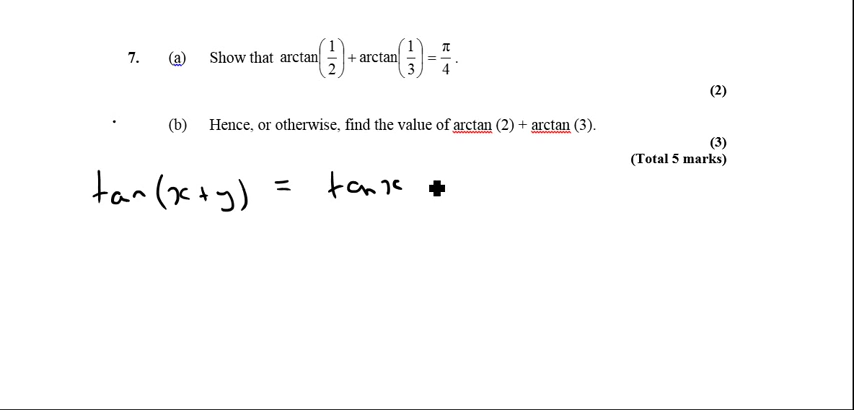 7. (a) Show that arctan(1/2) + arctan(1/3) = π/4.
(2)
(b) Hence, or otherwise, find the value of arctan (2) + arctan (3).
(3)
(Total 5 marks)
tan(x+y) = tan x